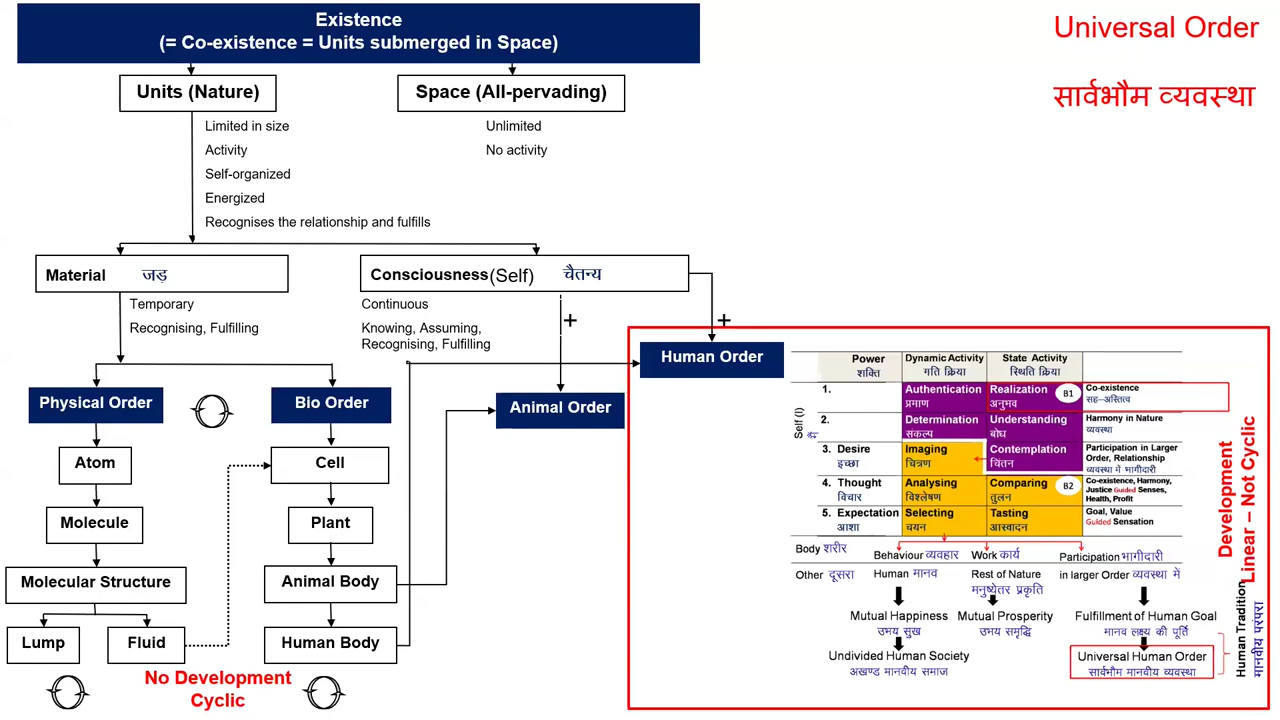 Existence
(= Co-existence = Units submerged in Space)
Universal Order
सार्वभौम व्यवस्था
Units (Nature)
Space (All-pervading)
Limited in size
Activity
Self-organized
Energized
Recognises the relationship and fulfills
Unlimited
No activity
Material जड़
Consciousness(Self) चैतन्य
Temporary
Recognising, Fulfilling
Continuous
Knowing, Assuming,
Recognising, Fulfilling
+
+
Physical Order
Bio Order
Animal Order
Human Order
Atom
Cell
Molecule
Plant
Molecular Structure
Animal Body
Lump
Fluid
Human Body
No Development
Cyclic
Power
शक्ति
Dynamic Activity
गति क्रिया
State Activity
स्थिति क्रिया
Self (I)
1.
Authentication
प्रमाण
Realization
अनुभव
B1
Co-existence
सह–अस्तित्व
2.
Determination
संकल्प
Understanding
बोध
Harmony in Nature
व्यवस्था
3. Desire
इच्छा
Imaging
चित्रण
Contemplation
चिंतन
Participation in Larger
Order, Relationship
व्यवस्था में भागीदारी
4. Thought
विचार
Analysing
विश्लेषण
Comparing
तुलन
B2
Co-existence, Harmony,
Justice Guided Senses,
Health, Profit
5. Expectation
आशा
Selecting
चयन
Tasting
आस्वादन
Goal, Value
Guided Sensation
Body शरीर
Behaviour व्यवहार
Work कार्य
Participation भागीदारी
Other दूसरा
Human मानव
Rest of Nature
मनुष्येतर प्रकृति
in larger Order व्यवस्था में
Mutual Happiness
उभय सुख
Mutual Prosperity
उभय समृद्धि
Fulfillment of Human Goal
मानव लक्ष्य की पूर्ति
Undivided Human Society
अखण्ड मानवीय समाज
Universal Human Order
सार्वभौम मानवीय व्यवस्था
Development
Linear – Not Cyclic
Human Tradition
मानवीय परंपरा